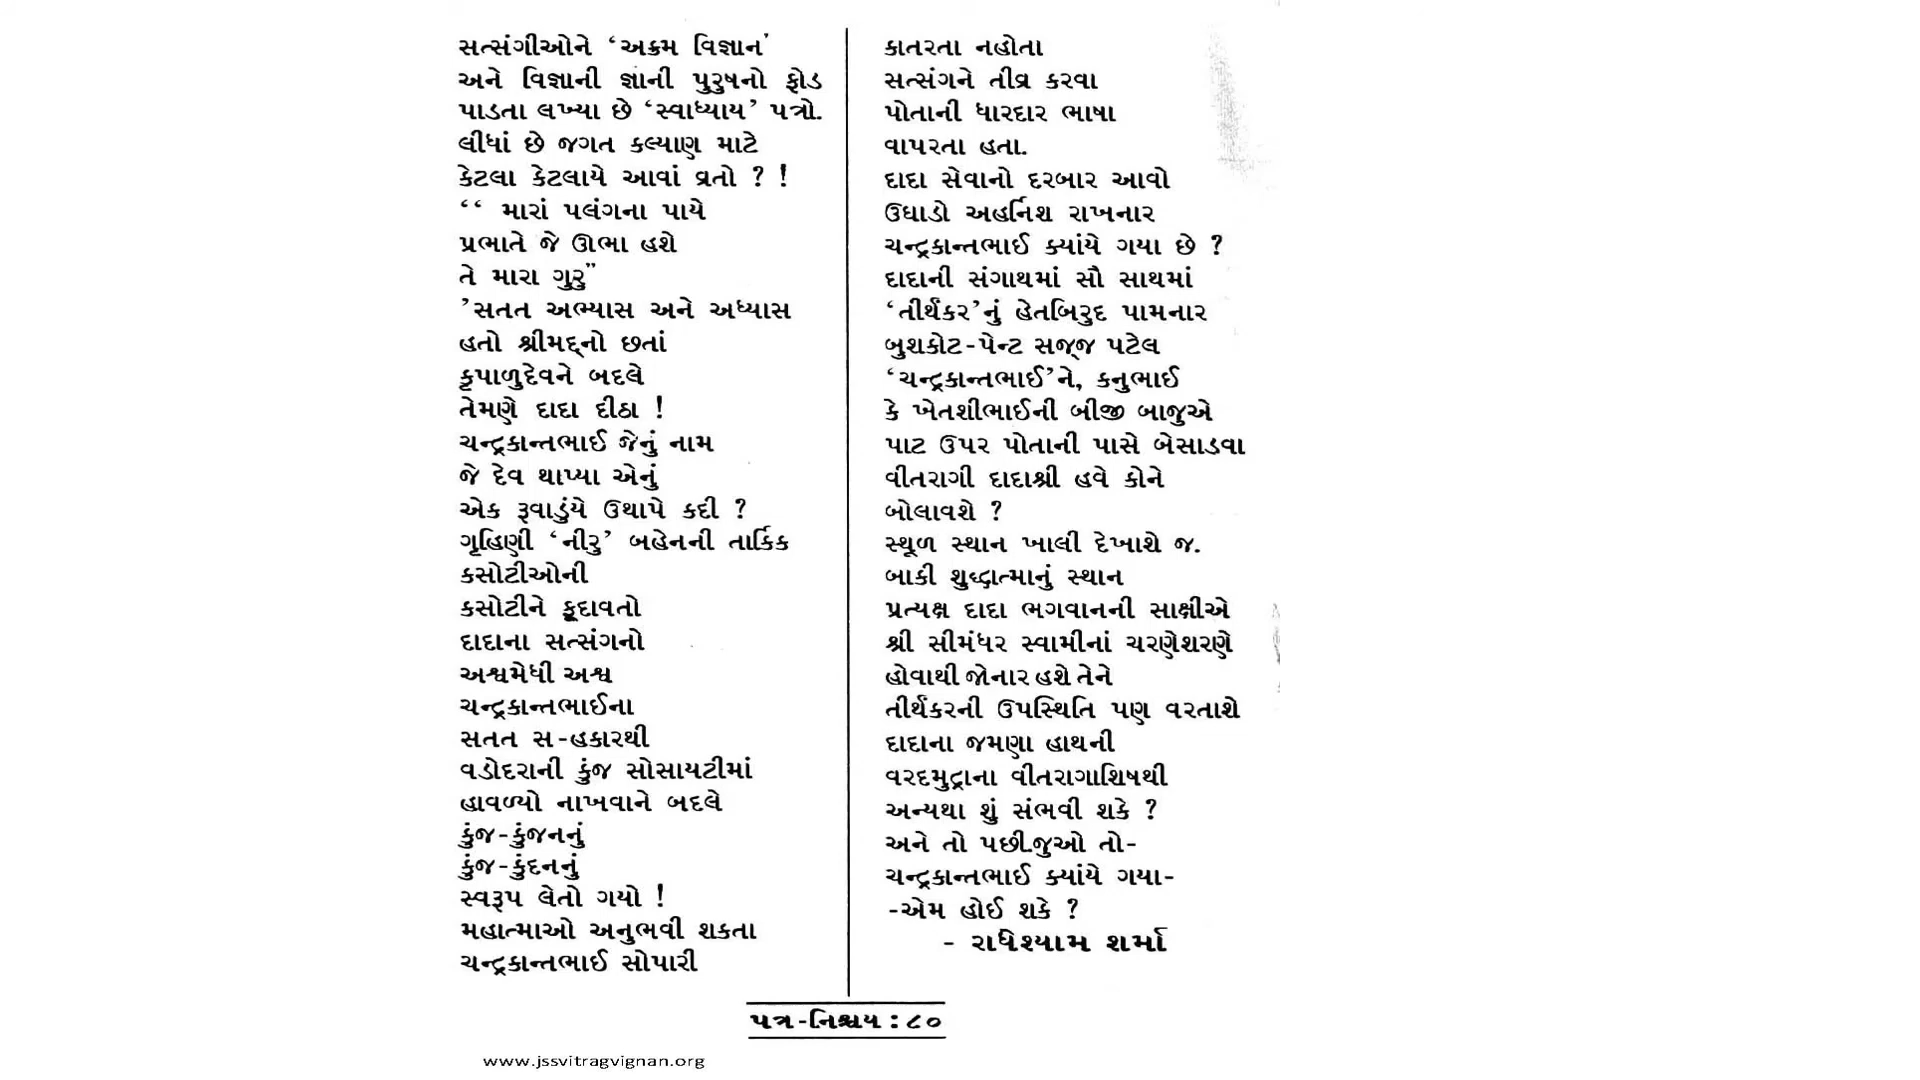 સત્સંગીઓને ‘અક્રમ વિજ્ઞાન’
અને વિજ્ઞાની જ્ઞાની પુરુષનો ફોડ
પાડતા લખ્યા છે ‘સ્વાધ્યાય’ પત્રો.
લીધાં છે જગત કલ્યાણ માટે
કેટલા કેટલાયે આવાં વ્રતો ? !
‘‘ મારાં પલંગના પાયે
પ્રભાતે જે ઊભા હશે
તે મારા ગુરુ”
’સતત અભ્યાસ અને અધ્યાસ
હતો શ્રીમદ્‌નો છતાં
કૃપાળુદેવને બદલે
તેમણે દાદા દીઠા !
ચન્દ્રકાન્તભાઈ જેનું નામ
જે દેવ થાપ્યા એનું
એક રૂવાડુંયે ઉથાપે કદી ?
ગૃહિણી ‘નીરુ’ બહેનની તાર્કિક
કસોટીઓની
કસોટીને કૂદાવતો
દાદાના સત્સંગનો
અશ્વમેધી અશ્વ
ચન્દ્રકાન્તભાઈના
સતત સ-હકારથી
વડોદરાની કુંજ સોસાયટીમાં
હાવળ્યો નાખવાને બદલે
કુંજ-કુંજનનું
કુંજ-કુંદનનું
સ્વરૂપ લેતો ગયો !
મહાત્માઓ અનુભવી શકતા
ચન્દ્રકાન્તભાઈ સોપારી
કાતરતા નહોતા
સત્સંગને તીવ્ર કરવા
પોતાની ધારદાર ભાષા
વાપરતા હતા.
દાદા સેવાનો દરબાર આવો
ઉઘાડો અહર્નિશ રાખનાર
ચન્દ્રકાન્તભાઈ ક્યાંયે ગયા છે ?
દાદાની સંગાથમાં સૌ સાથમાં
‘તીર્થંકર’નું હેતબિરુદ પામનાર
બુશકોટ-પેન્ટ સજ્જ પટેલ
‘ચન્દ્રકાન્તભાઈ’ને, કનુભાઈ
કે ખેતશીભાઈની બીજી બાજુએ
પાટ ઉપર પોતાની પાસે બેસાડવા
વીતરાગી દાદાશ્રી હવે કોને
બોલાવશે ?
સ્થૂળ સ્થાન ખાલી દેખાશે જ.
બાકી શુદ્ધાત્માનું સ્થાન
પ્રત્યક્ષ દાદા ભગવાનની સાક્ષીએ
શ્રી સીમંધર સ્વામીનાં ચરણેશરણે
હોવાથી જોનાર હશે તેને
તીર્થંકરની ઉપસ્થિતિ પણ વરતાશે
દાદાના જમણા હાથની
વરદમુદ્રાના વીતરાગાશિષથી
અન્યથા શું સંભવી શકે ?
અને તો પછી-જુઓ તો-
ચન્દ્રકાન્તભાઈ ક્યાંયે ગયા-
-એમ હોઈ શકે ?
- રાધેશ્યામ શર્મા
પત્ર-નિશ્ચય : ૮૦
www.jssvitragvignan.org